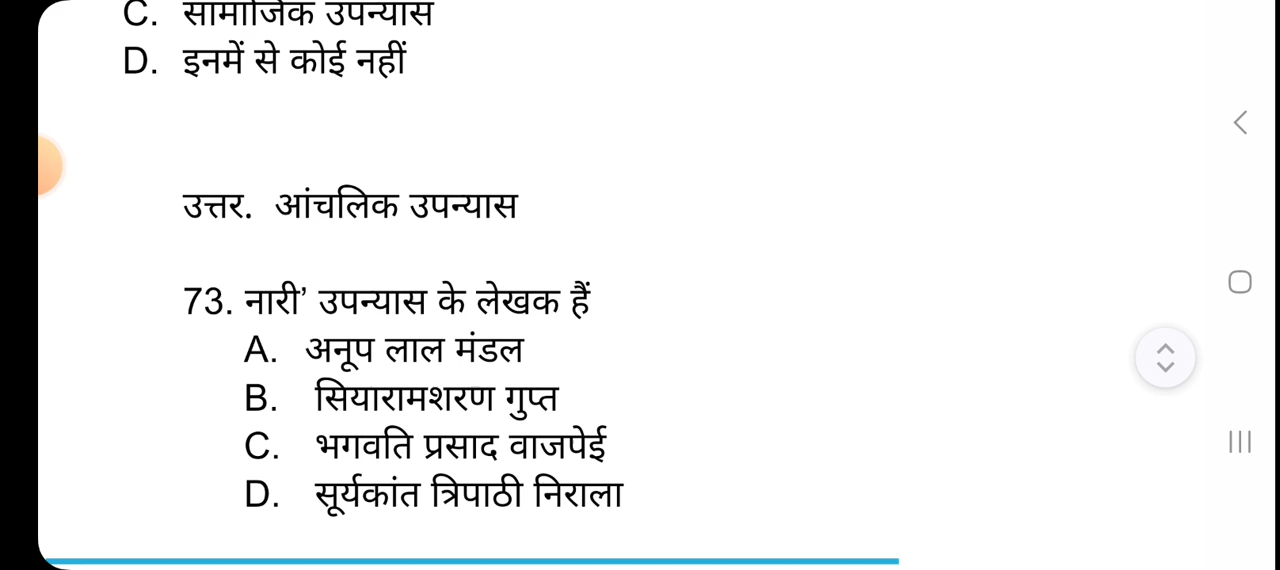 C. सामाजिक उपन्यास
D. इनमें से कोई नहीं
उत्तर. आंचलिक उपन्यास
73. नारी’ उपन्यास के लेखक हैं
A. अनूप लाल मंडल
B. सियारामशरण गुप्त
C. भगवति प्रसाद वाजपेई
D. सूर्यकांत त्रिपाठी निराला